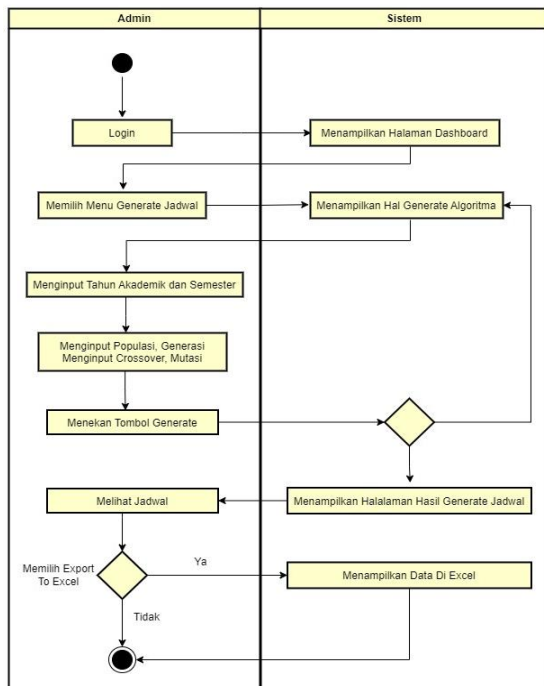 Admin
Sistem
Login
Menampilkan Halaman Dashboard
Memilih Menu Generate Jadwal
Menampilkan Hal Generate Algoritma
Menginput Tahun Akademik dan Semester
Menginput Populasi, Generasi
Menginput Crossover, Mutasi
Menekan Tombol Generate
Melihat Jadwal
Menampilkan Halalaman Hasil Generate Jadwal
Memilih Export
To Excel
Ya
Menampilkan Data Di Excel
Tidak